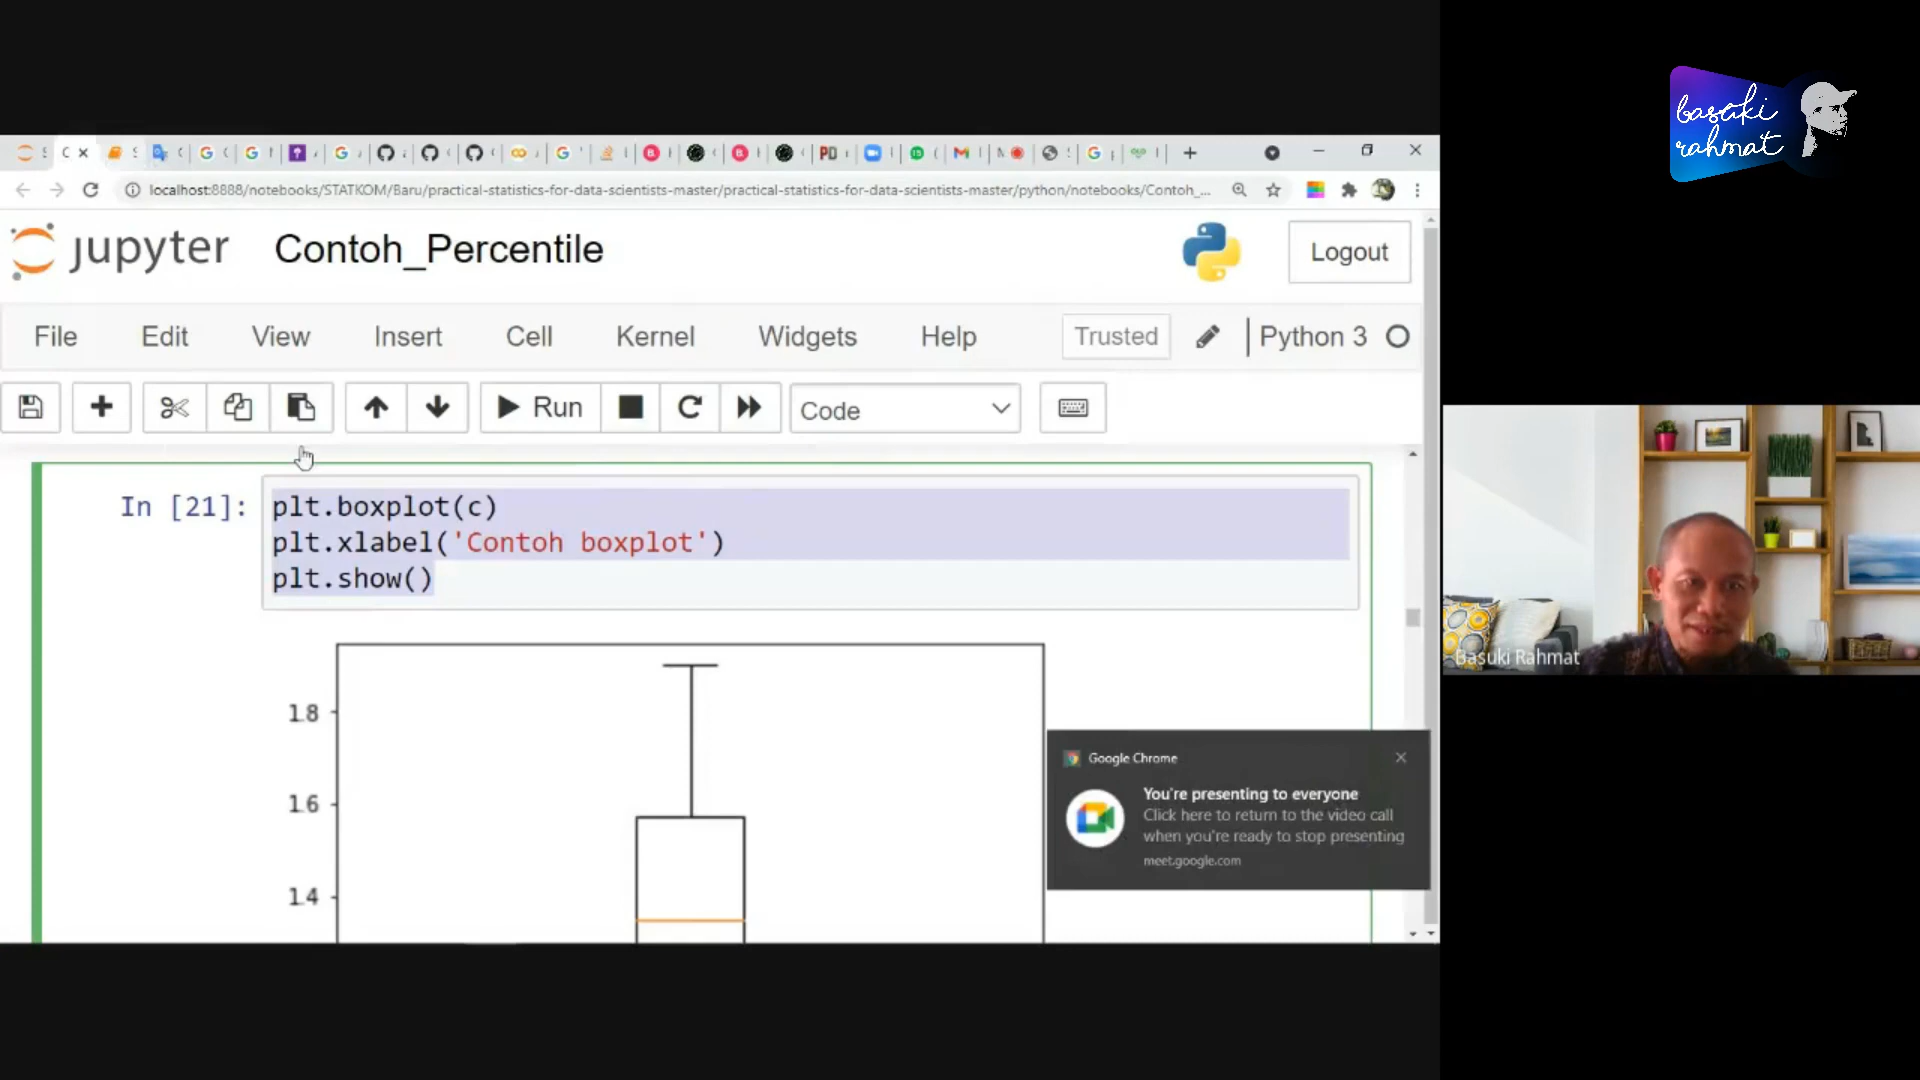 basuki
rahmat
localhost:8888/notebooks/STATKOM/Baru/practical-statistics-for-data-scientists-master/practical-statistics-for-data-scientists-master/python/notebooks/Contoh_...
jupyter Contoh_Percentile
Logout
File Edit View Insert Cell Kernel Widgets Help
Trusted
Python 3
Run
Code
In [21]:
plt.boxplot(c)
plt.xlabel('Contoh boxplot')
plt.show()
1.8
1.6
1.4
Google Chrome
You're presenting to everyone
Click here to return to the video call
when you're ready to stop presenting
meet.google.com
Basuki Rahmat